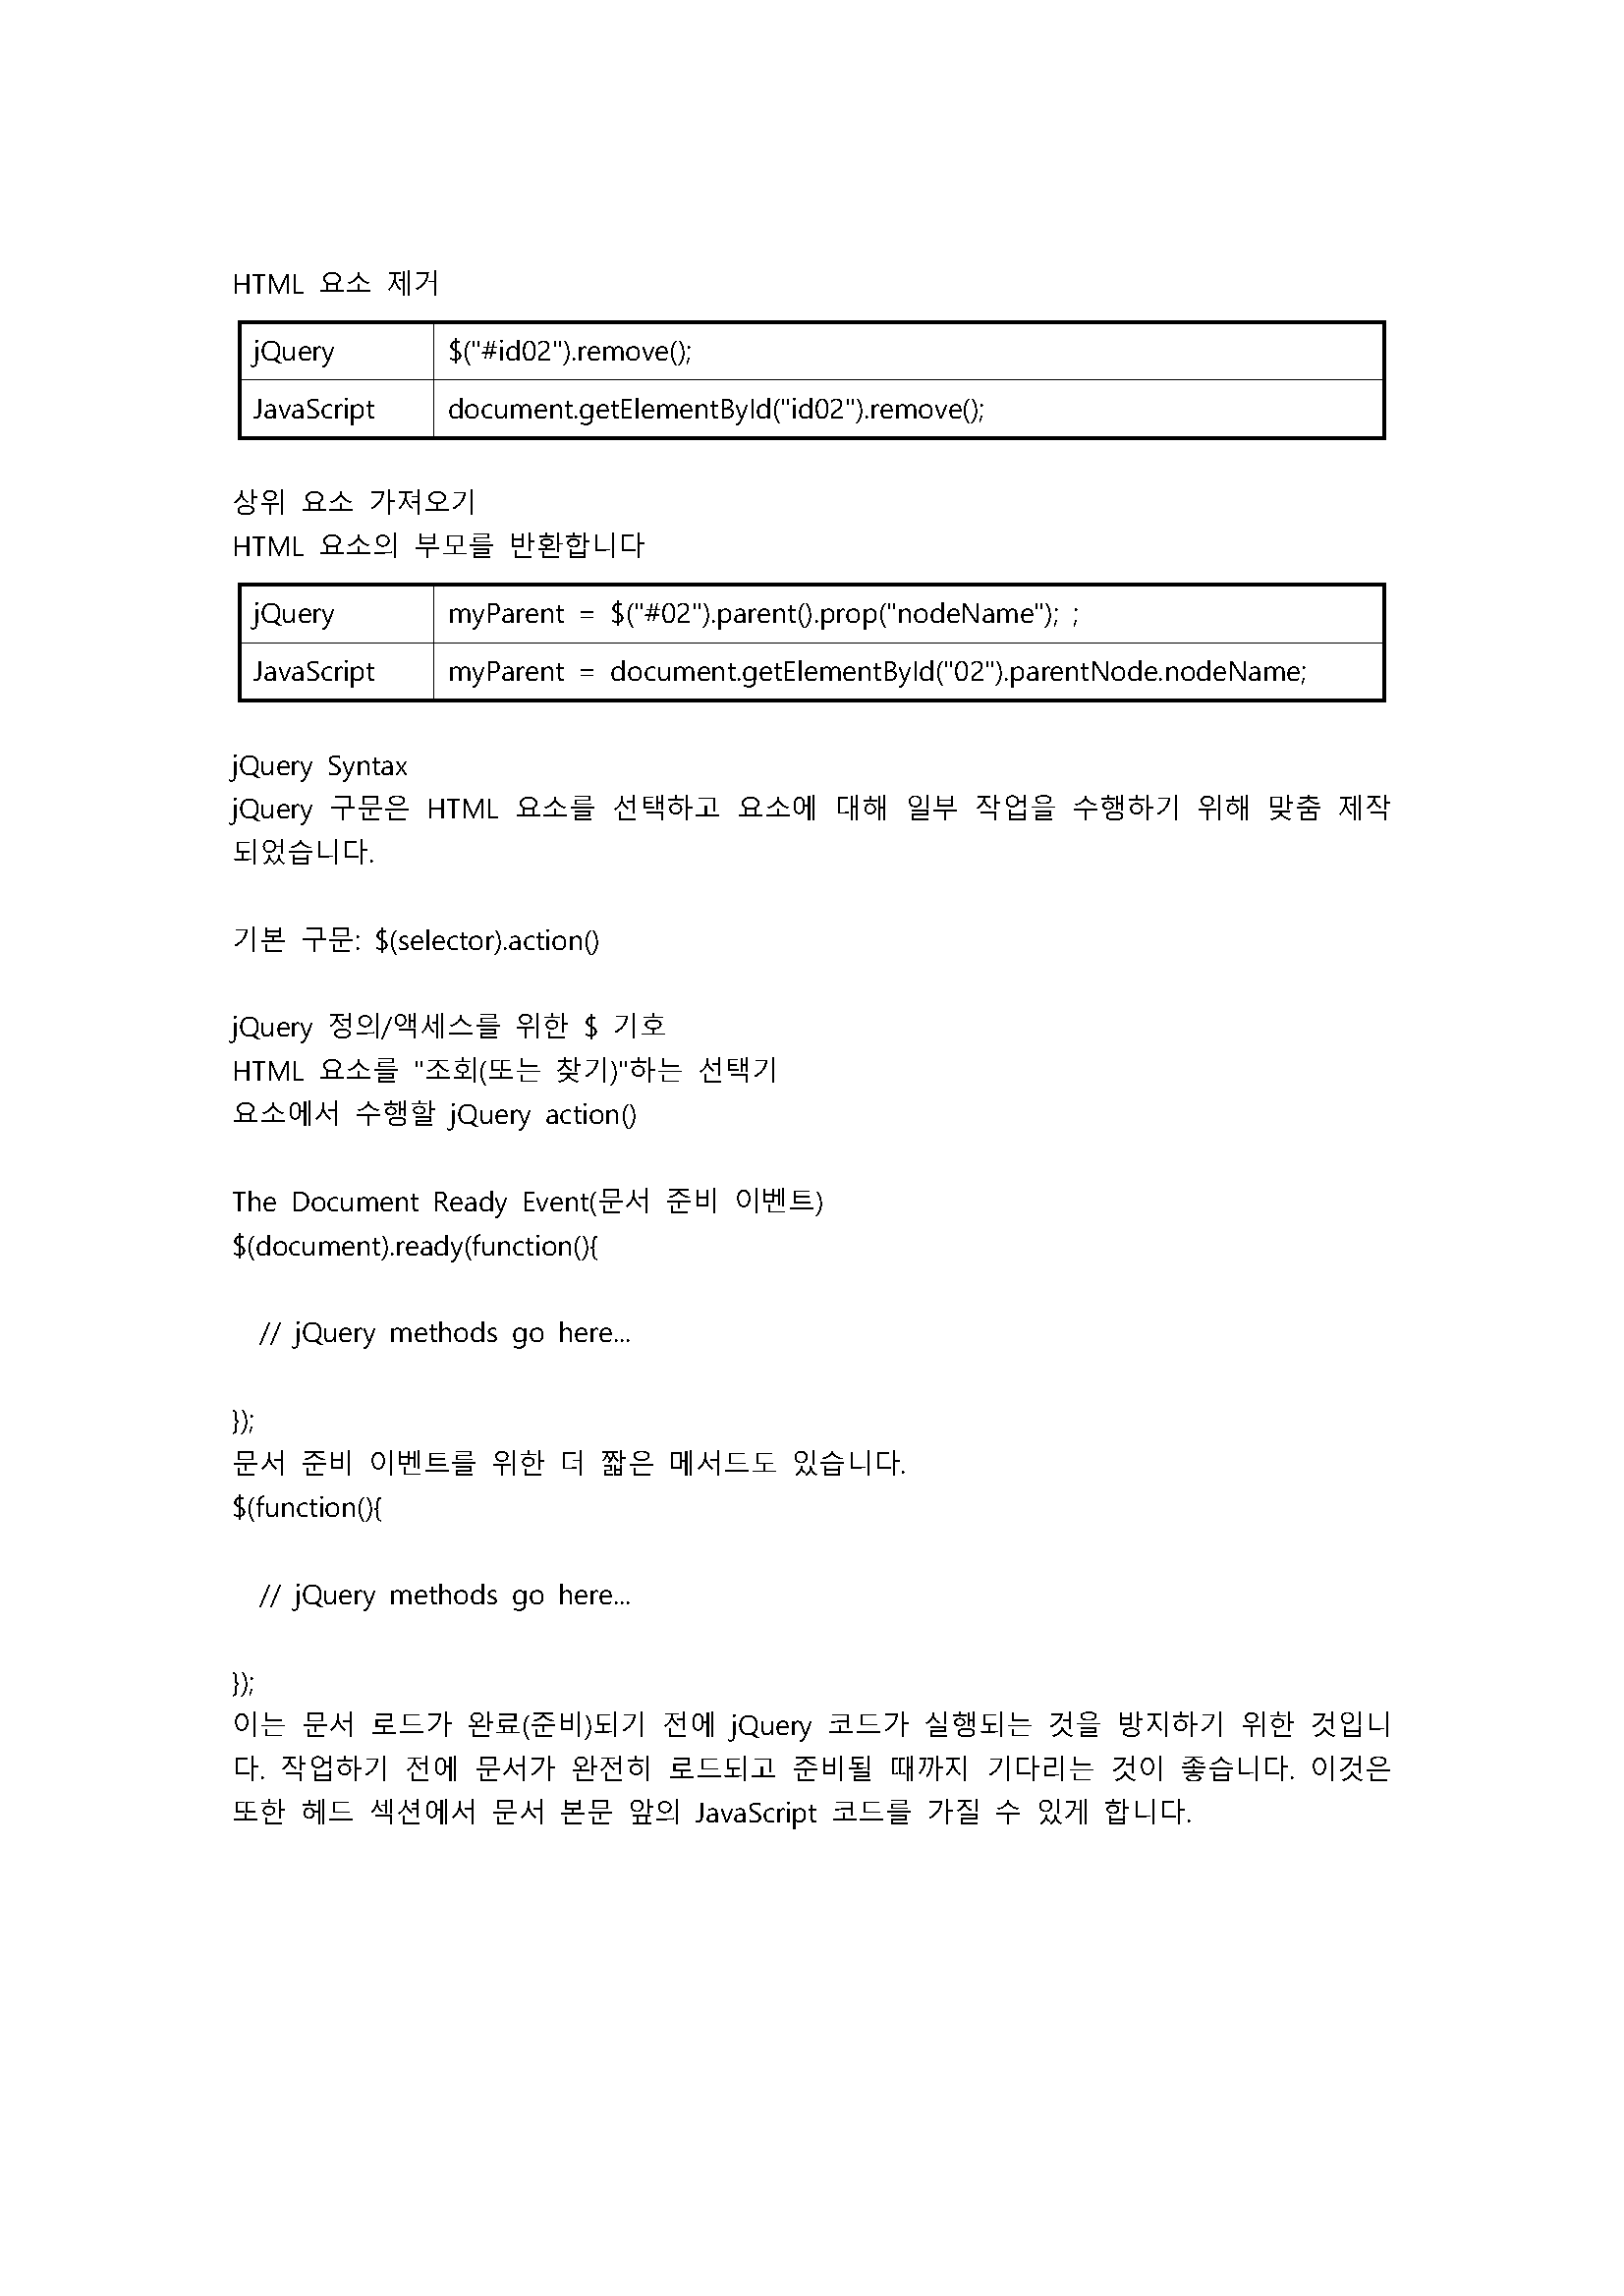 HTML 요소 제거
jQuery $("#id02").remove();
JavaScript document.getElementById("id02").remove();
상위 요소 가져오기
HTML 요소의 부모를 반환합니다
jQuery myParent = $("#02").parent().prop("nodeName"); ;
JavaScript myParent = document.getElementById("02").parentNode.nodeName;
jQuery Syntax
jQuery 구문은 HTML 요소를 선택하고 요소에 대해 일부 작업을 수행하기 위해 맞춤 제작
되었습니다.
기본 구문: $(selector).action()
jQuery 정의/액세스를 위한 $ 기호
HTML 요소를 "조회(또는 찾기)"하는 선택기
요소에서 수행할 jQuery action()
The Document Ready Event(문서 준비 이벤트)
$(document).ready(function(){
// jQuery methods go here...
});
문서 준비 이벤트를 위한 더 짧은 메서드도 있습니다.
$(function(){
// jQuery methods go here...
});
이는 문서 로드가 완료(준비)되기 전에 jQuery 코드가 실행되는 것을 방지하기 위한 것입니
다. 작업하기 전에 문서가 완전히 로드되고 준비될 때까지 기다리는 것이 좋습니다. 이것은
또한 헤드 섹션에서 문서 본문 앞의 JavaScript 코드를 가질 수 있게 합니다.